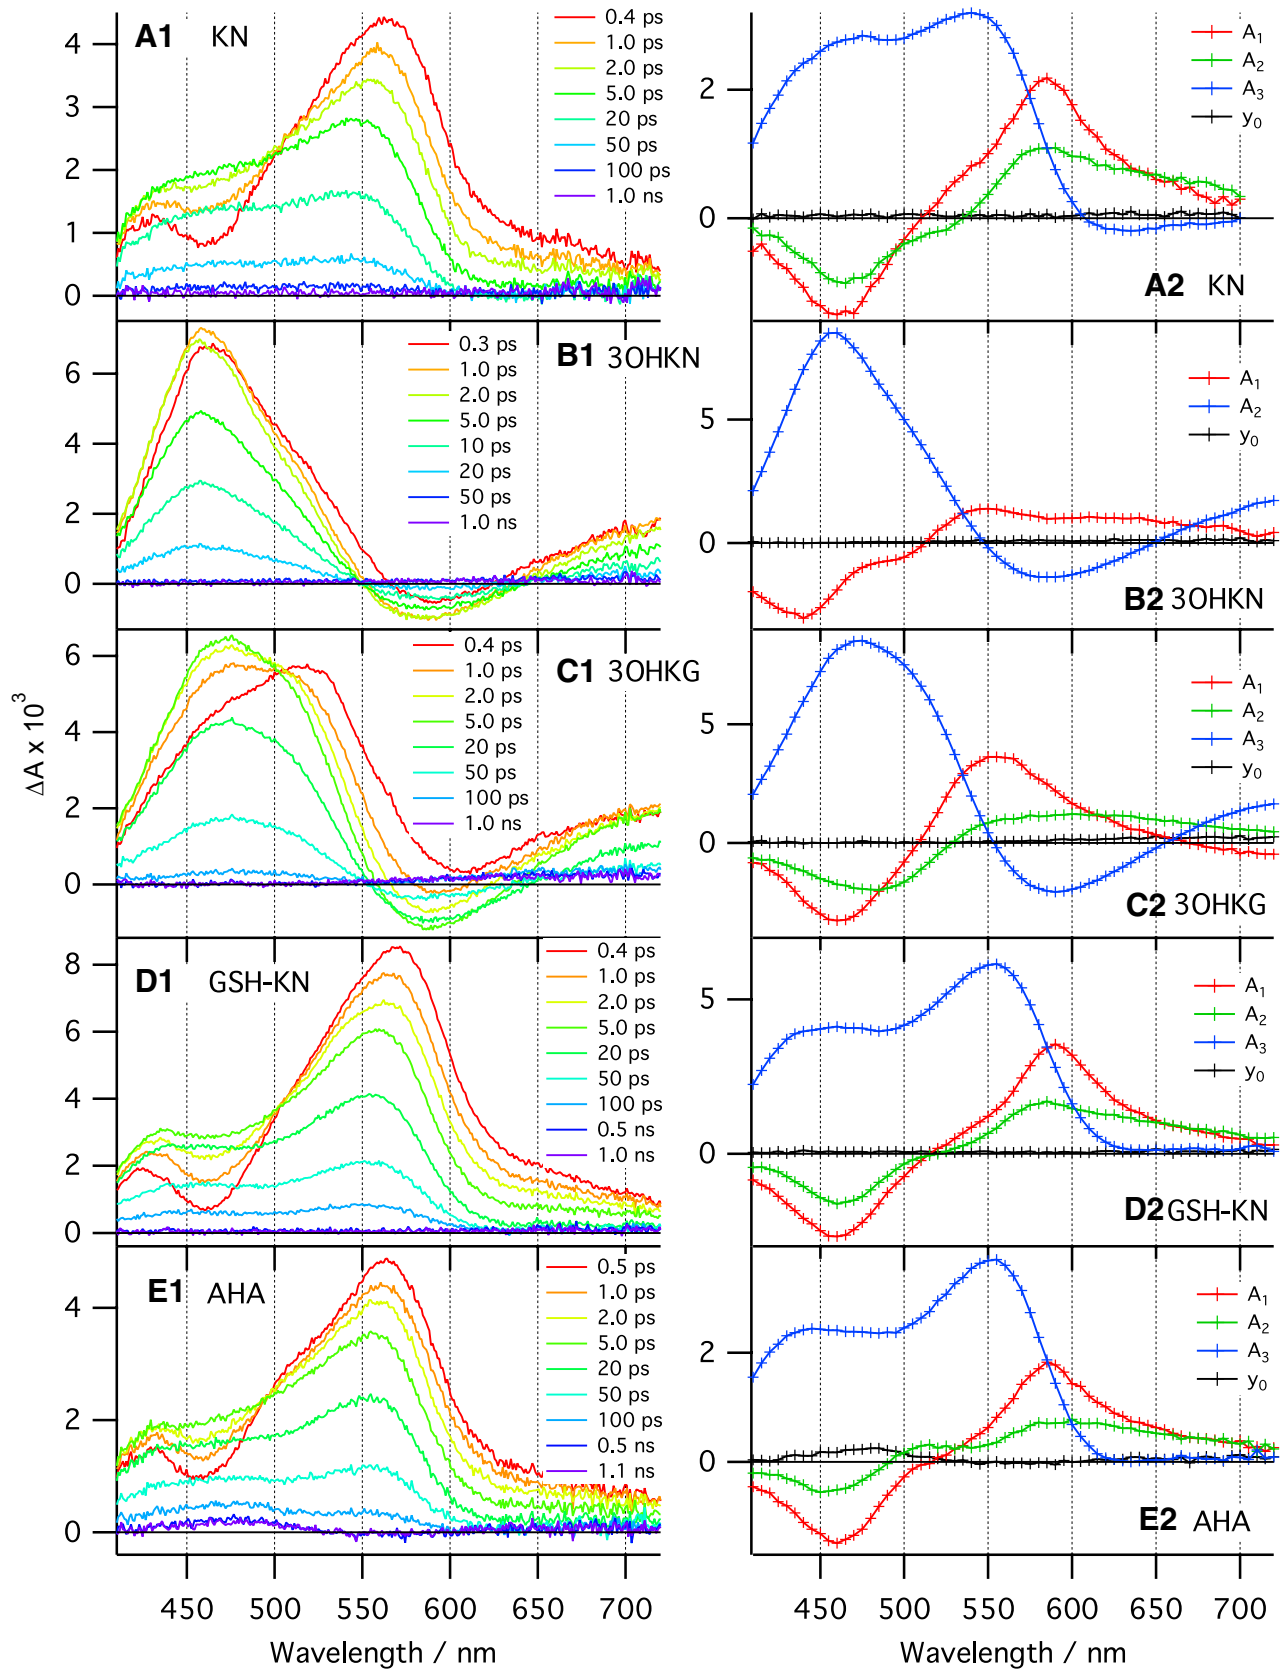 A1 KN
0.4 ps
1.0 ps
2.0 ps
5.0 ps
20 ps
50 ps
100 ps
1.0 ns
4
3
2
1
0
A1
A2
A3
y0
2
0
A2 KN
B1 3OHKN
0.3 ps
1.0 ps
2.0 ps
5.0 ps
10 ps
20 ps
50 ps
1.0 ns
6
4
2
0
A1
A2
y0
5
0
B2 3OHKN
C1 3OHKG
0.4 ps
1.0 ps
2.0 ps
5.0 ps
20 ps
50 ps
100 ps
1.0 ns
6
4
2
0
ΔA x 10³
A1
A2
A3
y0
5
0
C2 3OHKG
D1 GSH-KN
0.4 ps
1.0 ps
2.0 ps
5.0 ps
20 ps
50 ps
100 ps
0.5 ns
1.0 ns
8
6
4
2
0
A1
A2
A3
y0
5
0
D2 GSH-KN
E1 AHA
0.5 ps
1.0 ps
2.0 ps
5.0 ps
20 ps
50 ps
100 ps
0.5 ns
1.1 ns
4
2
0
A1
A2
A3
y0
2
0
E2 AHA
450 500 550 600 650 700
Wavelength / nm
450 500 550 600 650 700
Wavelength / nm